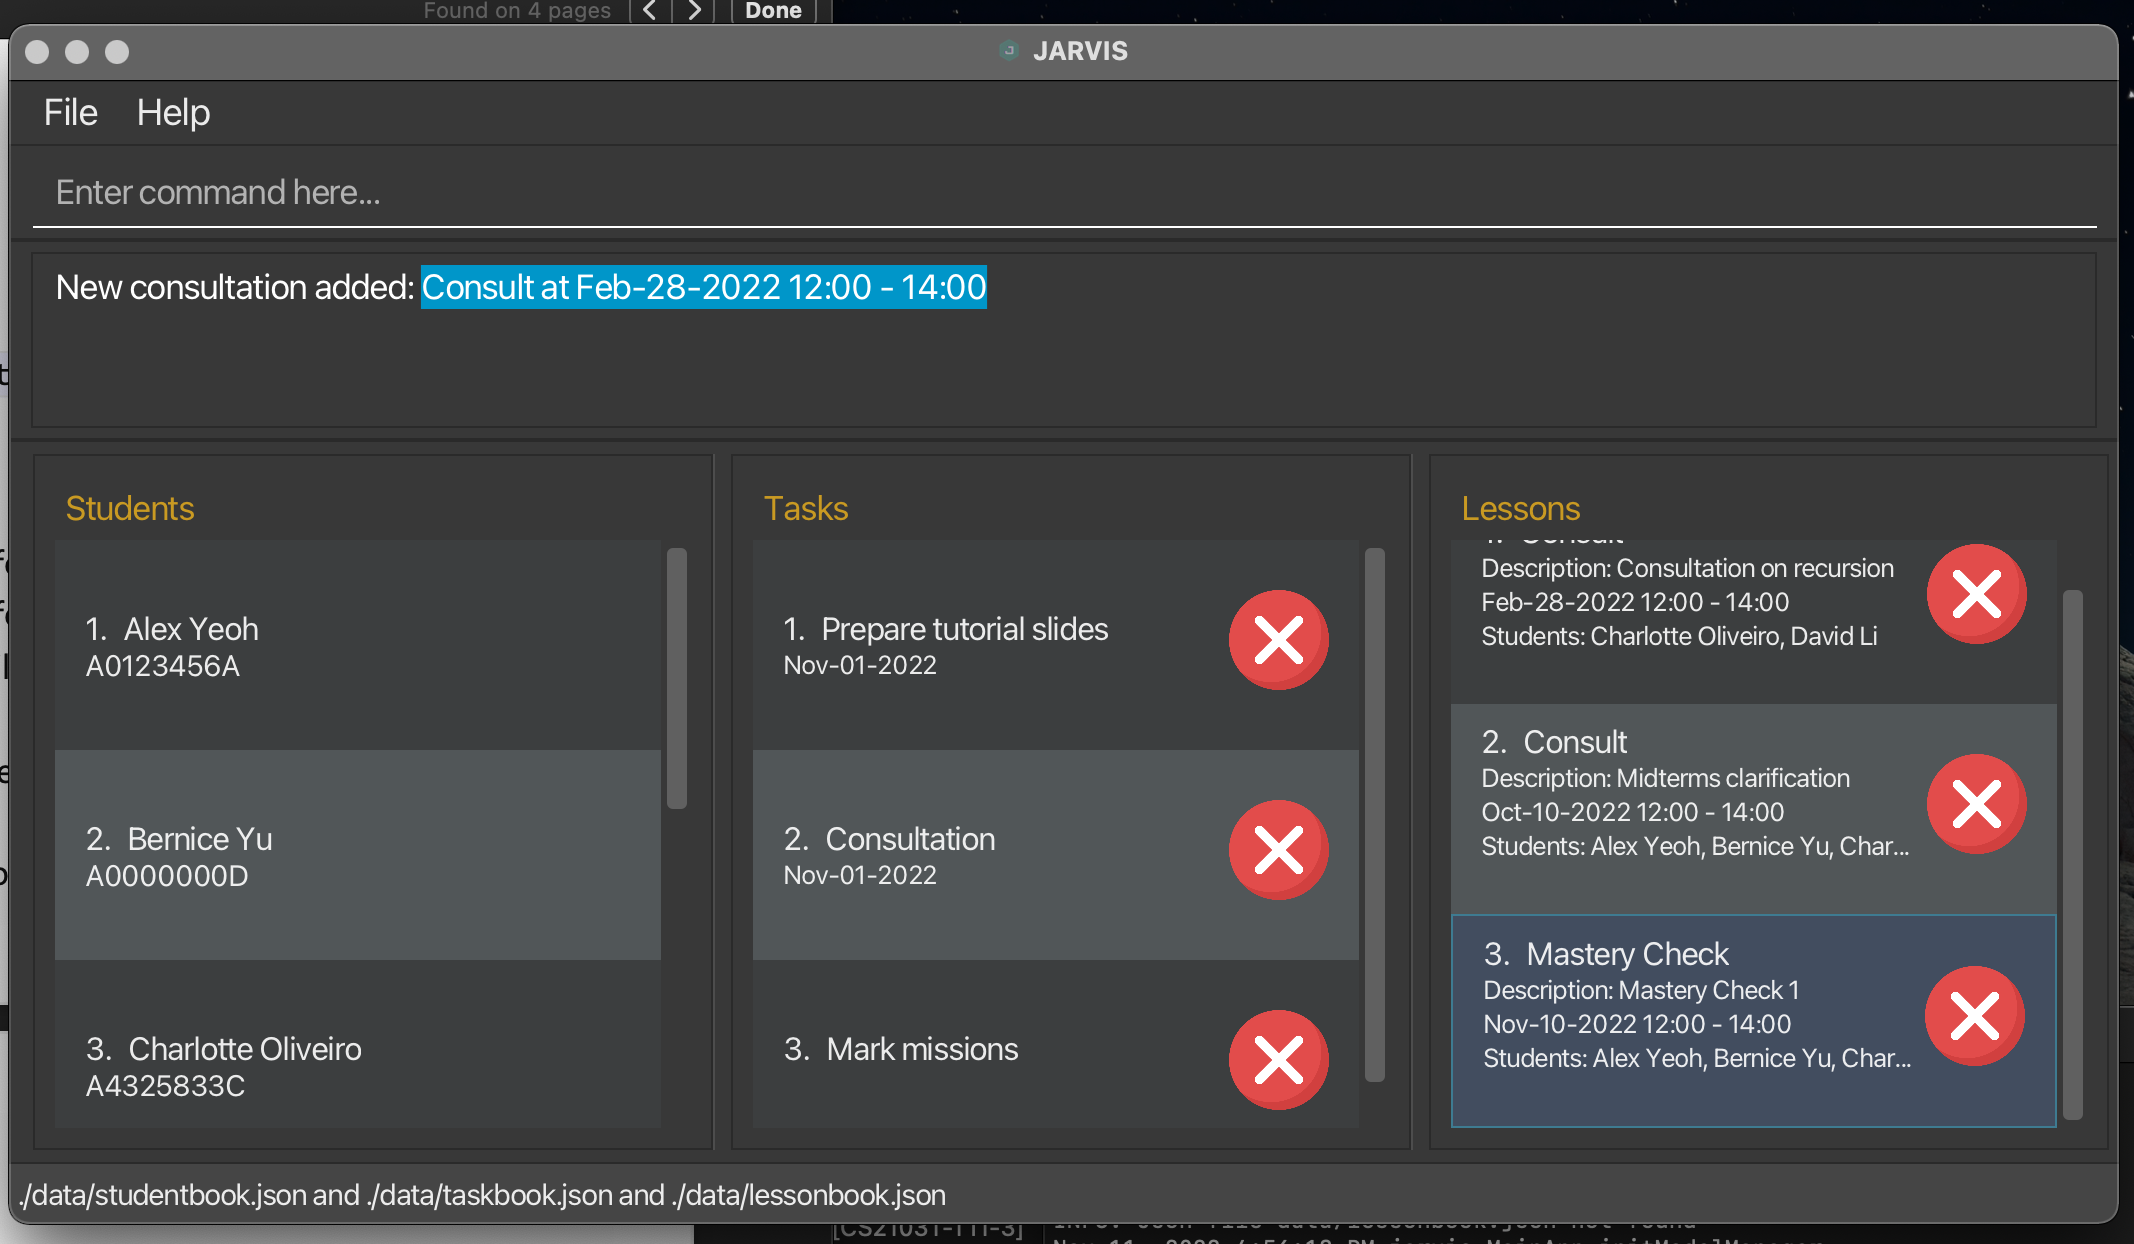 Found on 4 pages
Done
JARVIS
File Help
Enter command here...
New consultation added: Consult at Feb-28-2022 12:00 - 14:00
Students
1. Alex Yeoh
A0123456A
2. Bernice Yu
A0000000D
3. Charlotte Oliveiro
A4325833C
Tasks
1. Prepare tutorial slides
Nov-01-2022
2. Consultation
Nov-01-2022
3. Mark missions
Lessons
1. Consult
Description: Consultation on recursion
Feb-28-2022 12:00 - 14:00
Students: Charlotte Oliveiro, David Li
2. Consult
Description: Midterms clarification
Oct-10-2022 12:00 - 14:00
Students: Alex Yeoh, Bernice Yu, Char...
3. Mastery Check
Description: Mastery Check 1
Nov-10-2022 12:00 - 14:00
Students: Alex Yeoh, Bernice Yu, Char...
./data/studentbook.json and ./data/taskbook.json and ./data/lessonbook.json